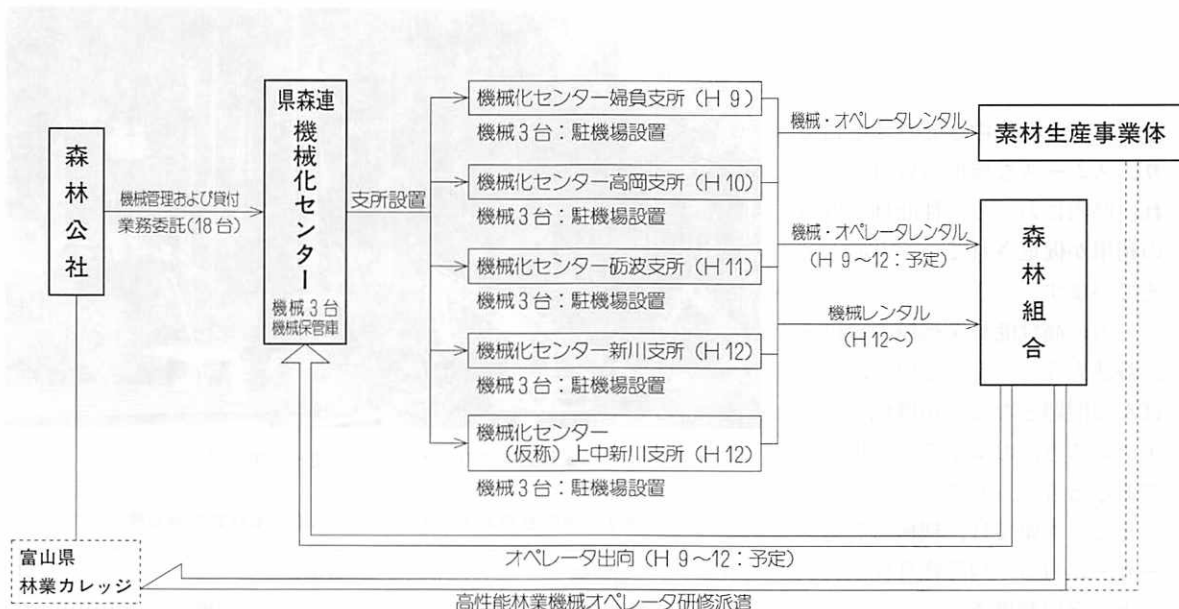 森林公社
機械管理および貸付
業務委託(18台)
県森連
機械化センター
機械3台
機械保管庫
支所設置
機械化センター婦負支所(H9)
機械3台:駐機場設置
機械化センター高岡支所(H10)
機械3台:駐機場設置
機械化センター砺波支所(H11)
機械3台:駐機場設置
機械化センター新川支所(H12)
機械3台:駐機場設置
機械化センター
(仮称)上中新川支所(H12)
機械3台:駐機場設置
機械・オペレータレンタル
素材生産事業体
機械・オペレータレンタル
(H9~12:予定)
機械レンタル
(H12~)
森林組合
オペレータ出向(H9~12:予定)
富山県
林業カレッジ
高性能林業機械オペレータ研修派遣